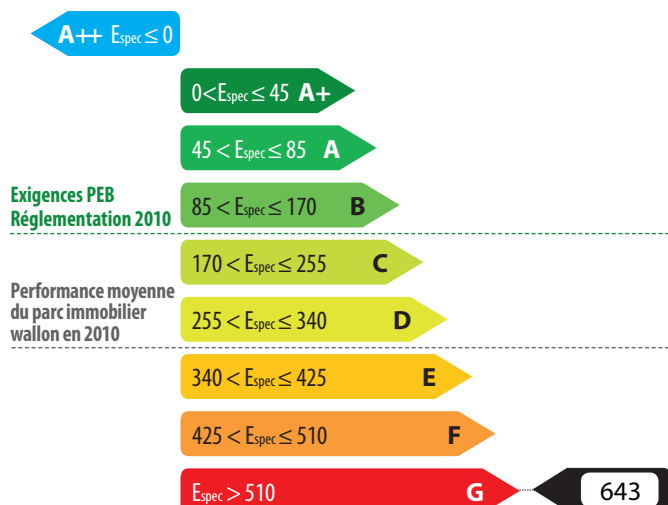 A++ Espec ≤ 0
0<Espec ≤ 45 A+
45 < Espec ≤ 85 A
Exigences PEB
Réglementation 2010
85 < Espec ≤ 170 B
170 < Espec ≤ 255 C
Performance moyenne
du parc immobilier
wallon en 2010
255 < Espec ≤ 340 D
340 < Espec ≤ 425 E
425 < Espec ≤ 510 F
Espec > 510 G 643